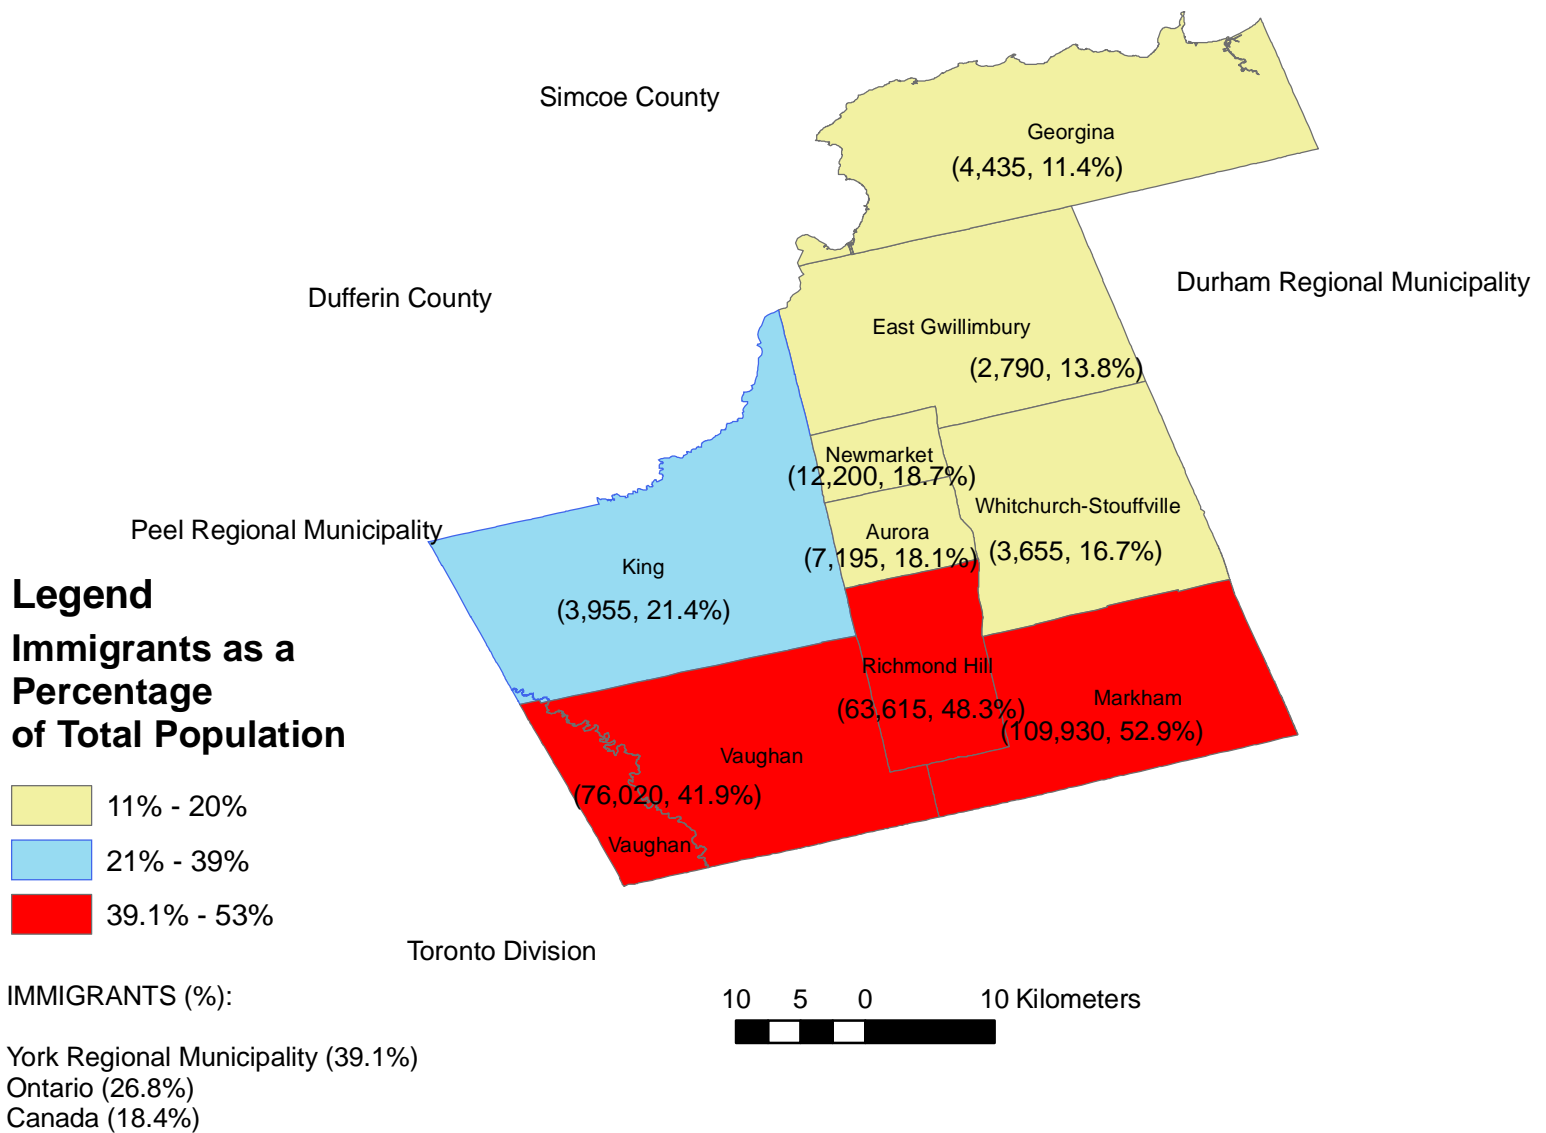 Simcoe County
Georgina
(4,435, 11.4%)
Dufferin County
Durham Regional Municipality
East Gwillimbury
(2,790, 13.8%)
Newmarket
(12,200, 18.7%)
Whitchurch-Stouffville
(3,655, 16.7%)
Aurora
(7,195, 18.1%)
Peel Regional Municipality
King
(3,955, 21.4%)
Richmond Hill
(63,615, 48.3%)
Markham
(109,930, 52.9%)
Vaughan
(76,020, 41.9%)
Vaughan
Toronto Division
Legend
Immigrants as a
Percentage
of Total Population
11% - 20%
21% - 39%
39.1% - 53%
IMMIGRANTS (%):
York Regional Municipality (39.1%)
Ontario (26.8%)
Canada (18.4%)
10 5 0 10 Kilometers